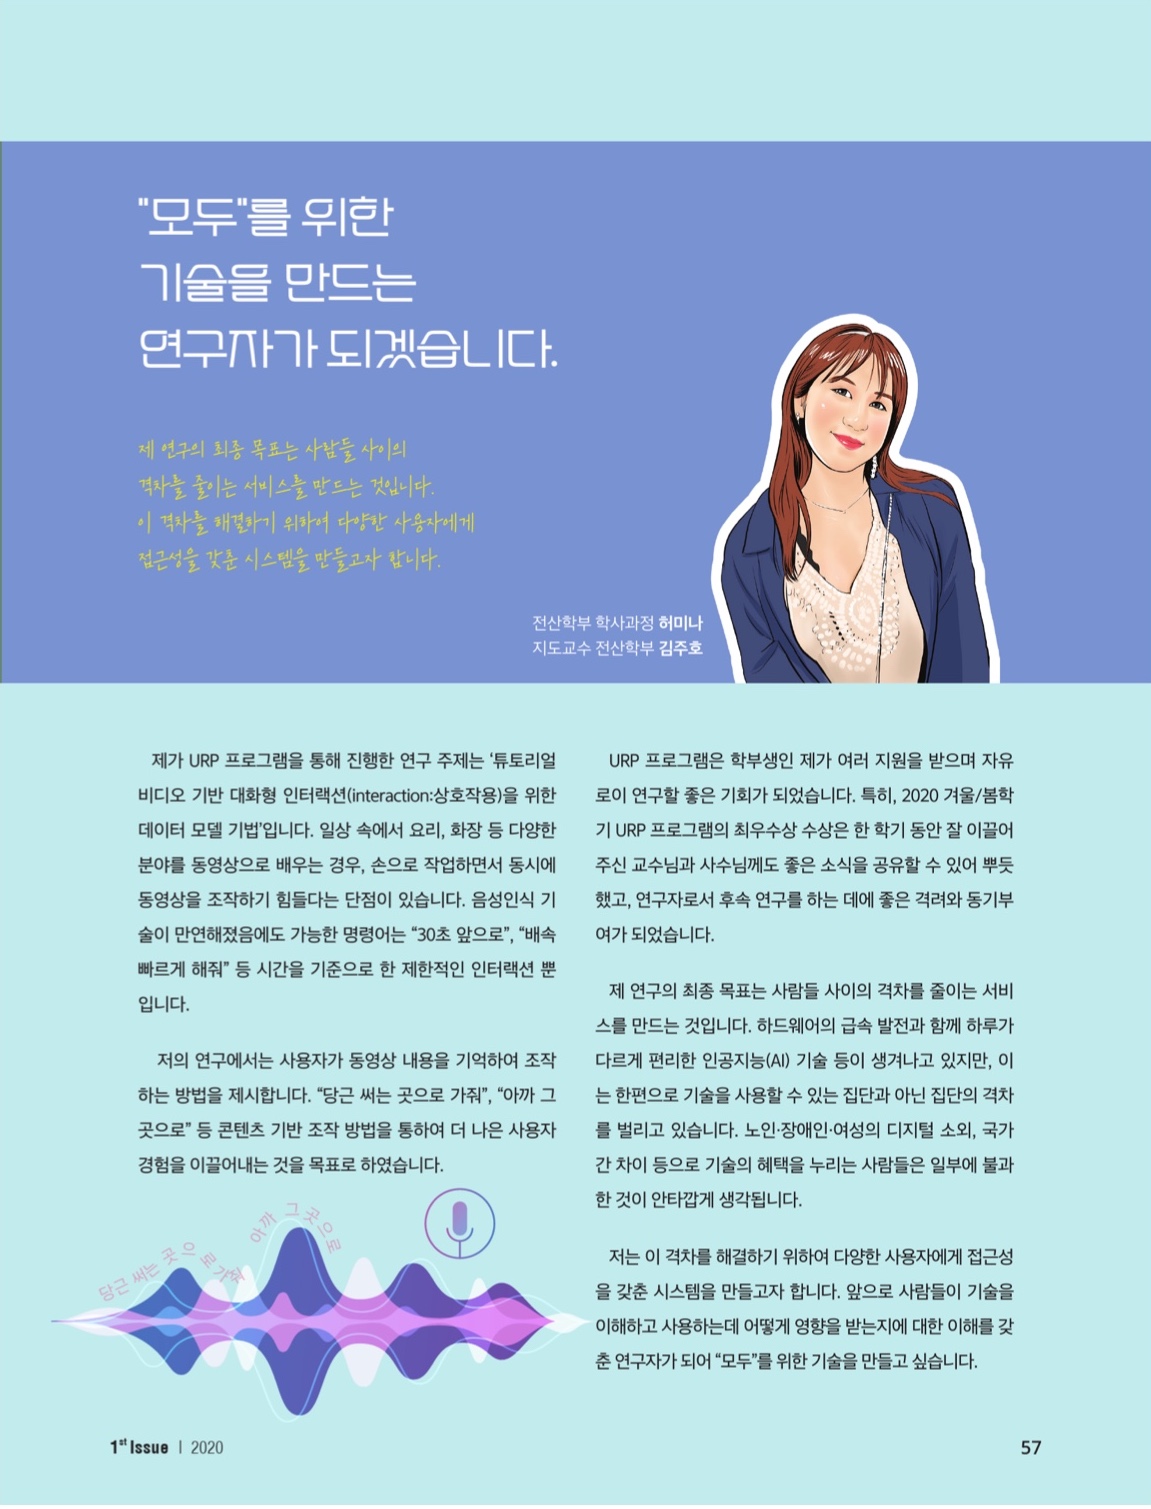 "모두"를 위한
기술을 만드는
연구자가 되겠습니다.
제 연구의 최종 목표는 사람들 사이의
격차를 줄이는 서비스를 만드는 것입니다.
이 격차를 해결하기 위하여 다양한 사용자에게
접근성을 갖춘 시스템을 만들고자 합니다.
전산학부 학사과정 허미나
지도교수 전산학부 김주호
제가 URP 프로그램을 통해 진행한 연구 주제는 ‘튜토리얼
비디오 기반 대화형 인터랙션(interaction:상호작용)을 위한
데이터 모델 기법’입니다. 일상 속에서 요리, 화장 등 다양한
분야를 동영상으로 배우는 경우, 손으로 작업하면서 동시에
동영상을 조작하기 힘들다는 단점이 있습니다. 음성인식 기
술이 만연해졌음에도 가능한 명령어는 “30초 앞으로”, “배속
빠르게 해줘” 등 시간을 기준으로 한 제한적인 인터랙션 뿐
입니다.
저의 연구에서는 사용자가 동영상 내용을 기억하여 조작
하는 방법을 제시합니다. “당근 써는 곳으로 가줘”, “아까 그
곳으로” 등 콘텐츠 기반 조작 방법을 통하여 더 나은 사용자
경험을 이끌어내는 것을 목표로 하였습니다.
당근 써는 곳으로 가줘
아까 그 곳으로
URP 프로그램은 학부생인 제가 여러 지원을 받으며 자유
로이 연구할 좋은 기회가 되었습니다. 특히, 2020 겨울/봄학
기 URP 프로그램의 최우수상 수상은 한 학기 동안 잘 이끌어
주신 교수님과 사수님께도 좋은 소식을 공유할 수 있어 뿌듯
했고, 연구자로서 후속 연구를 하는 데에 좋은 격려와 동기부
여가 되었습니다.
제 연구의 최종 목표는 사람들 사이의 격차를 줄이는 서비
스를 만드는 것입니다. 하드웨어의 급속 발전과 함께 하루가
다르게 편리한 인공지능(AI) 기술 등이 생겨나고 있지만, 이
는 한편으로 기술을 사용할 수 있는 집단과 아닌 집단의 격차
를 벌리고 있습니다. 노인·장애인·여성의 디지털 소외, 국가
간 차이 등으로 기술의 혜택을 누리는 사람들은 일부에 불과
한 것이 안타깝게 생각됩니다.
저는 이 격차를 해결하기 위하여 다양한 사용자에게 접근성
을 갖춘 시스템을 만들고자 합니다. 앞으로 사람들이 기술을
이해하고 사용하는데 어떻게 영향을 받는지에 대한 이해를 갖
춘 연구자가 되어 “모두”를 위한 기술을 만들고 싶습니다.
1st Issue | 2020
57